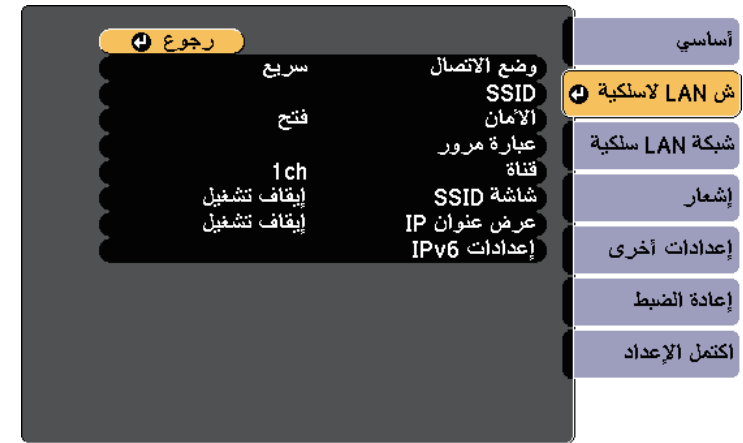 أساسي
ش LAN لاسلكية
شبكة LAN سلكية
إشعار
إعدادات أخرى
إعادة الضبط
اكتمل الإعداد
رجوع
وضع الاتصال سريع
SSID
الأمان فتح
عبارة مرور
قناة 1ch
شاشة SSID إيقاف تشغيل
عرض عنوان IP إيقاف تشغيل
إعدادات IPv6